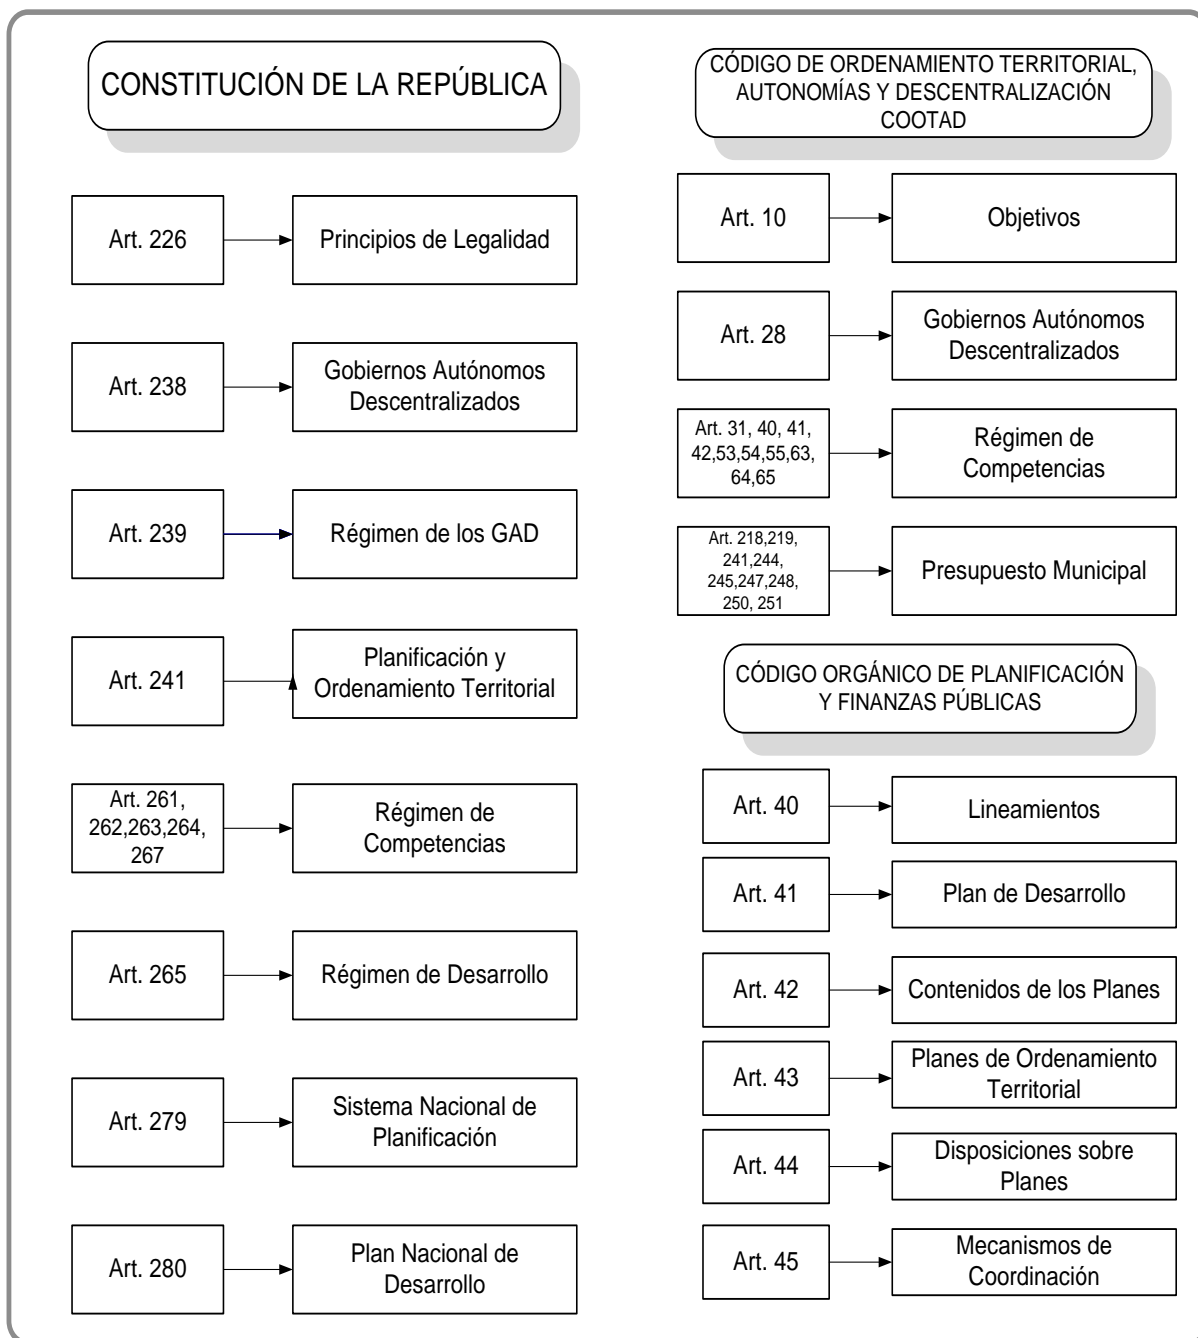 CONSTITUCIÓN DE LA REPÚBLICA
Art. 226
Principios de Legalidad
Art. 238
Gobiernos Autónomos
Descentralizados
Art. 239
Régimen de los GAD
Art. 241
Planificación y
Ordenamiento Territorial
Art. 261,
262,263,264,
267
Régimen de
Competencias
Art. 265
Régimen de Desarrollo
Art. 279
Sistema Nacional de
Planificación
Art. 280
Plan Nacional de
Desarrollo
CÓDIGO DE ORDENAMIENTO TERRITORIAL,
AUTONOMÍAS Y DESCENTRALIZACIÓN
COOTAD
Art. 10
Objetivos
Art. 28
Gobiernos Autónomos
Descentralizados
Art. 31, 40, 41,
42,53,54,55,63,
64,65
Régimen de
Competencias
Art. 218,219,
241,244,
245,247,248,
250, 251
Presupuesto Municipal
CÓDIGO ORGÁNICO DE PLANIFICACIÓN
Y FINANZAS PÚBLICAS
Art. 40
Lineamientos
Art. 41
Plan de Desarrollo
Art. 42
Contenidos de los Planes
Art. 43
Planes de Ordenamiento
Territorial
Art. 44
Disposiciones sobre
Planes
Art. 45
Mecanismos de
Coordinación